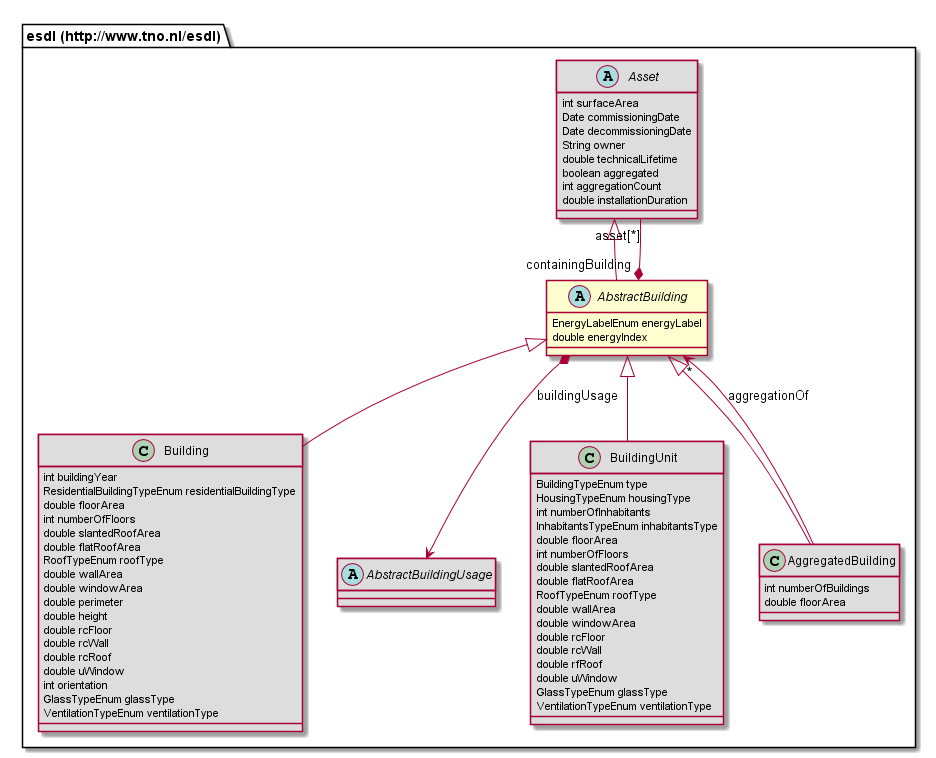 esdl (http://www.tno.nl/esdl)
A Asset
int surfaceArea
Date commissioningDate
Date decommissioningDate
String owner
double technicalLifetime
boolean aggregated
int aggregationCount
double installationDuration
asset[*]
containingBuilding
A AbstractBuilding
EnergyLabelEnum energyLabel
double energyIndex
*
buildingUsage
aggregationOf
C Building
int buildingYear
ResidentialBuildingTypeEnum residentialBuildingType
double floorArea
int numberOfFloors
double slantedRoofArea
double flatRoofArea
RoofTypeEnum roofType
double wallArea
double windowArea
double perimeter
double height
double rcFloor
double rcWall
double rcRoof
double uWindow
int orientation
GlassTypeEnum glassType
VentilationTypeEnum ventilationType
A AbstractBuildingUsage
C BuildingUnit
BuildingTypeEnum type
HousingTypeEnum housingType
int numberOfInhabitants
InhabitantsTypeEnum inhabitantsType
double floorArea
int numberOfFloors
double slantedRoofArea
double flatRoofArea
RoofTypeEnum roofType
double wallArea
double windowArea
double rcFloor
double rcWall
double rfRoof
double uWindow
GlassTypeEnum glassType
VentilationTypeEnum ventilationType
C AggregatedBuilding
int numberOfBuildings
double floorArea